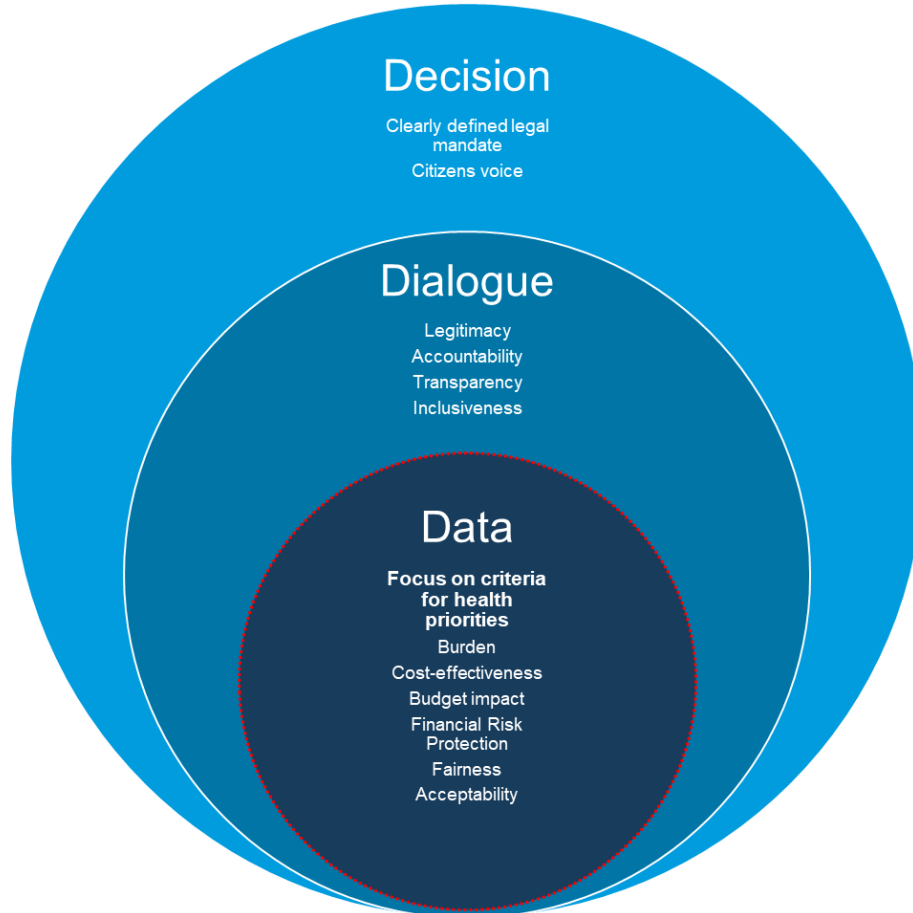 Decision
Clearly defined legal
mandate
Citizens voice
Dialogue
Legitimacy
Accountability
Transparency
Inclusiveness
Data
Focus on criteria
for health
priorities
Burden
Cost-effectiveness
Budget impact
Financial Risk
Protection
Fairness
Acceptability